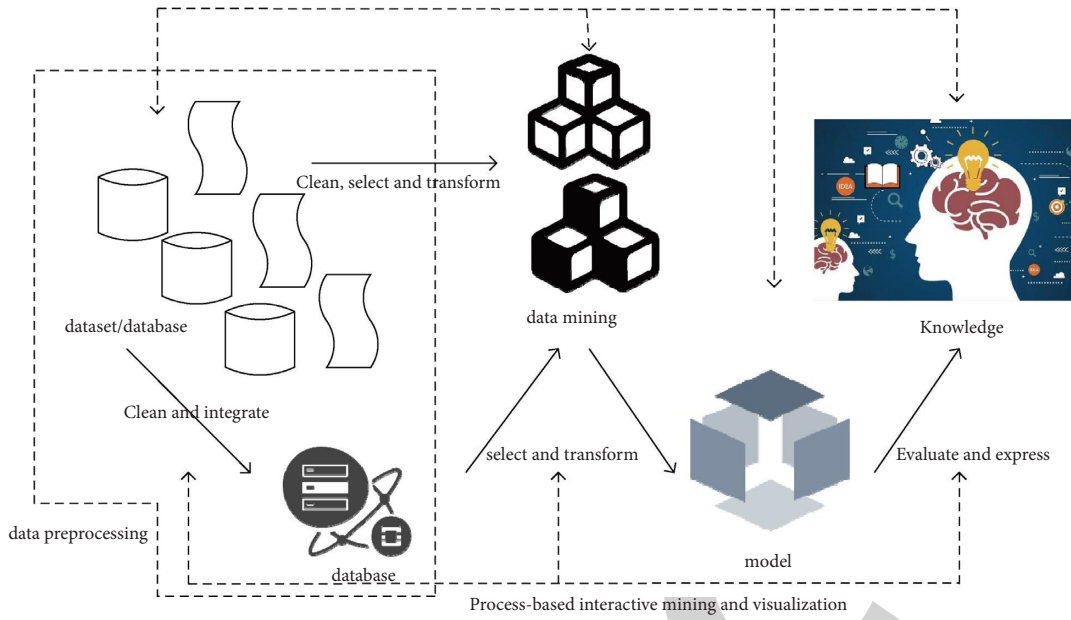 Clean, select and transform
dataset/database
data mining
Knowledge
Clean and integrate
select and transform
Evaluate and express
data preprocessing
database
model
Process-based interactive mining and visualization
IDEA